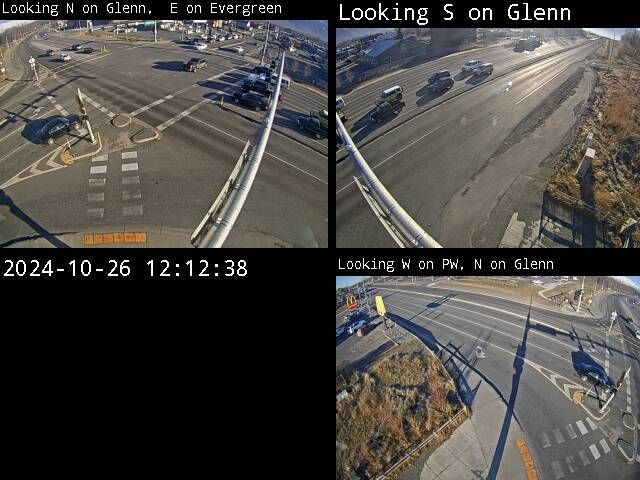 Looking N on Glenn, E on Evergreen
Looking S on Glenn
2024-10-26 12:12:38
Looking W on PW, N on Glenn